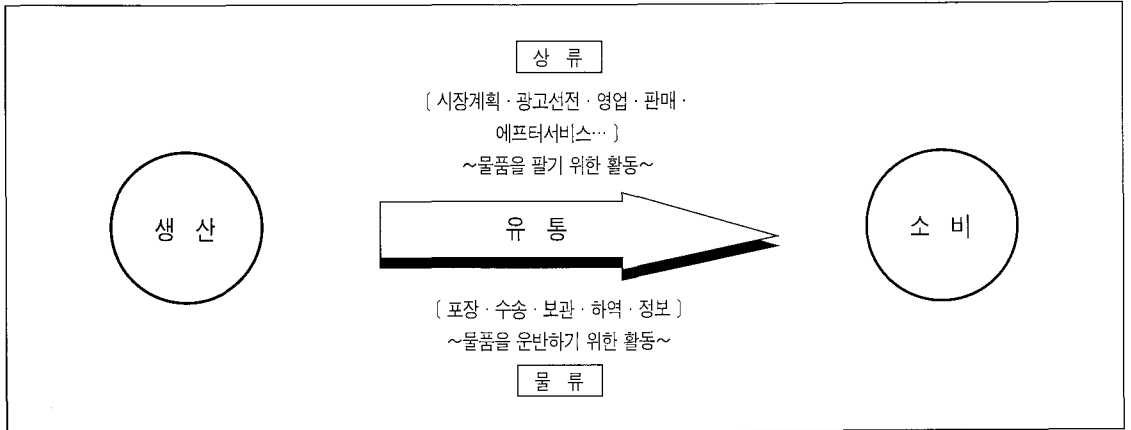 상 류
〔 시장계획 · 광고선전 · 영업 · 판매 ·
에프터서비스… 〕
~물품을 팔기 위한 활동~
생 산
유 통
소 비
〔 포장 · 수송 · 보관 · 하역 · 정보 〕
~물품을 운반하기 위한 활동~
물 류